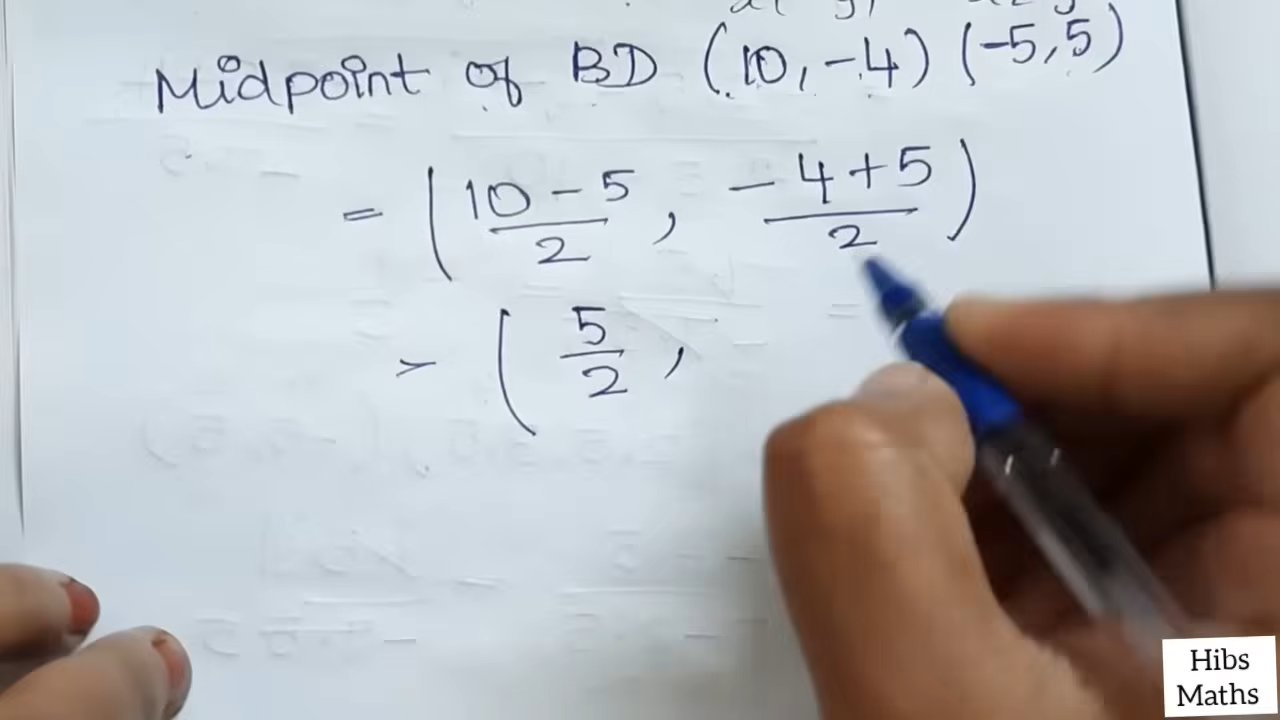 Midpoint of BD (10, -4) (-5, 5)
= ( 10 - 5 / 2 , - 4 + 5 / 2 )
- ( 5 / 2 ,
Hibs
Maths